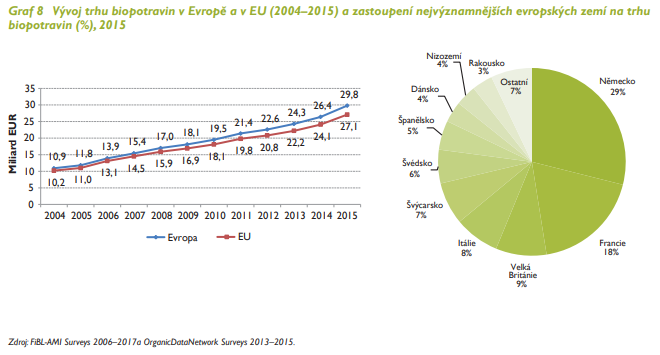 Graf 8 Vývoj trhu biopotravin v Evropě a v EU (2004–2015) a zastoupení nejvýznamnějších evropských zemí na trhu
biopotravin (%), 2015
Miliard EUR
35
30
25
20
15
10
5
0
10,9 11,8 13,9 15,4 17,0 18,1 19,5 21,4 22,6 24,3 26,4 29,8
10,2 11,0 13,1 14,5 15,9 16,9 18,1 19,8 20,8 22,2 24,1 27,1
2004 2005 2006 2007 2008 2009 2010 2011 2012 2013 2014 2015
Evropa EU
Německo
29%
Francie
18%
Velká
Británie
9%
Itálie
8%
Švýcarsko
7%
Švédsko
6%
Španělsko
5%
Dánsko
4%
Nizozemí
4%
Rakousko
3%
Ostatní
7%
Zdroj: FiBL-AMI Surveys 2006–2017a OrganicDataNetwork Surveys 2013–2015.